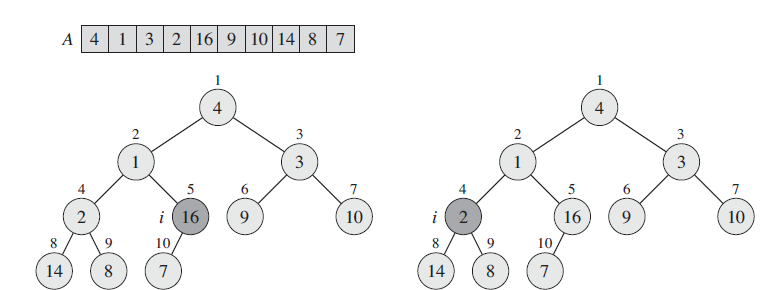 A 4 1 3 2 16 9 10 14 8 7
1 1
4 4
2 3 2 3
1 3 1 3
4 5 6 7 4 5 6 7
2 i 16 9 10 i 2 16 9 10
8 9 10 8 9 10
14 8 7 14 8 7